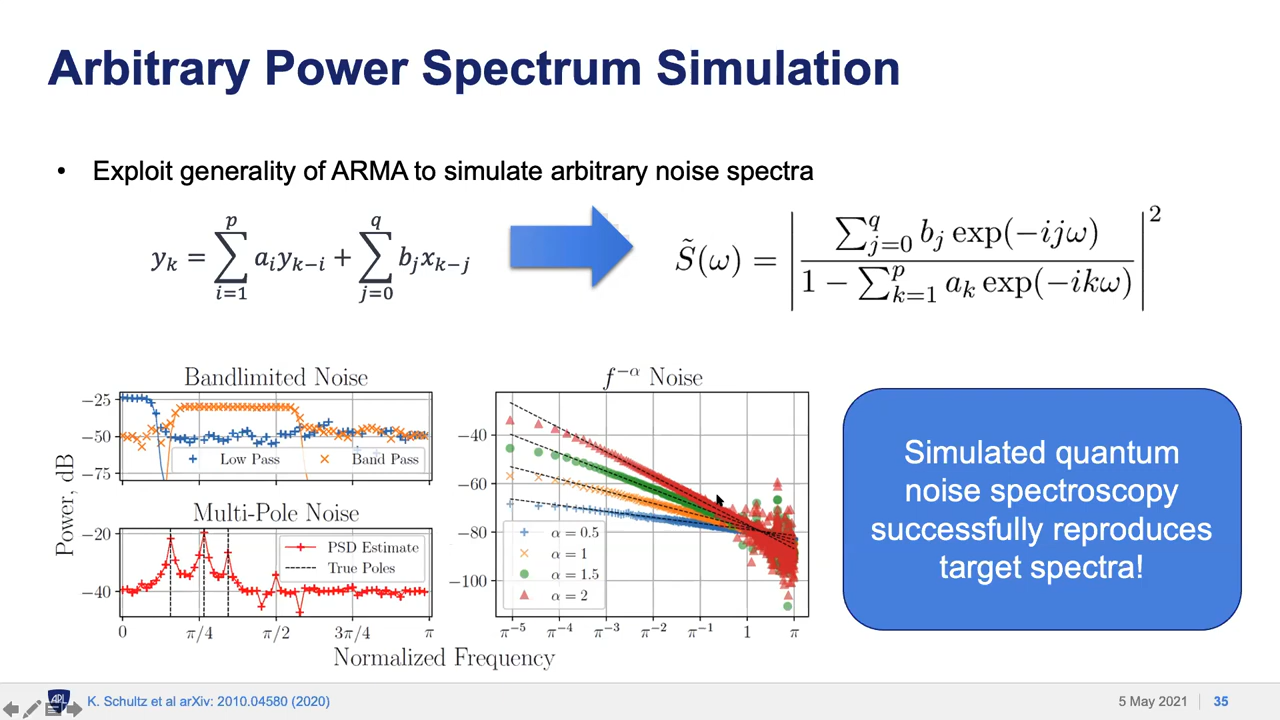 Arbitrary Power Spectrum Simulation
• Exploit generality of ARMA to simulate arbitrary noise spectra
y_k = ∑_{i=1}^{p} a_i y_{k−i} + ∑_{j=0}^{q} b_j x_{k−j}
S̃(ω) = | ∑_{j=0}^{q} b_j exp(−ijω) / 1 − ∑_{k=1}^{p} a_k exp(−ikω) |^2
Bandlimited Noise
−25
−50
−75
Low Pass
Band Pass
Power, dB
Multi-Pole Noise
−20
−40
PSD Estimate
True Poles
0 π/4 π/2 3π/4 π
f^{−α} Noise
−40
−60
−80
−100
α = 0.5
α = 1
α = 1.5
α = 2
π^{−5} π^{−4} π^{−3} π^{−2} π^{−1} 1 π
Normalized Frequency
Simulated quantum
noise spectroscopy
successfully reproduces
target spectra!
APL
K. Schultz et al arXiv: 2010.04580 (2020)
5 May 2021
35